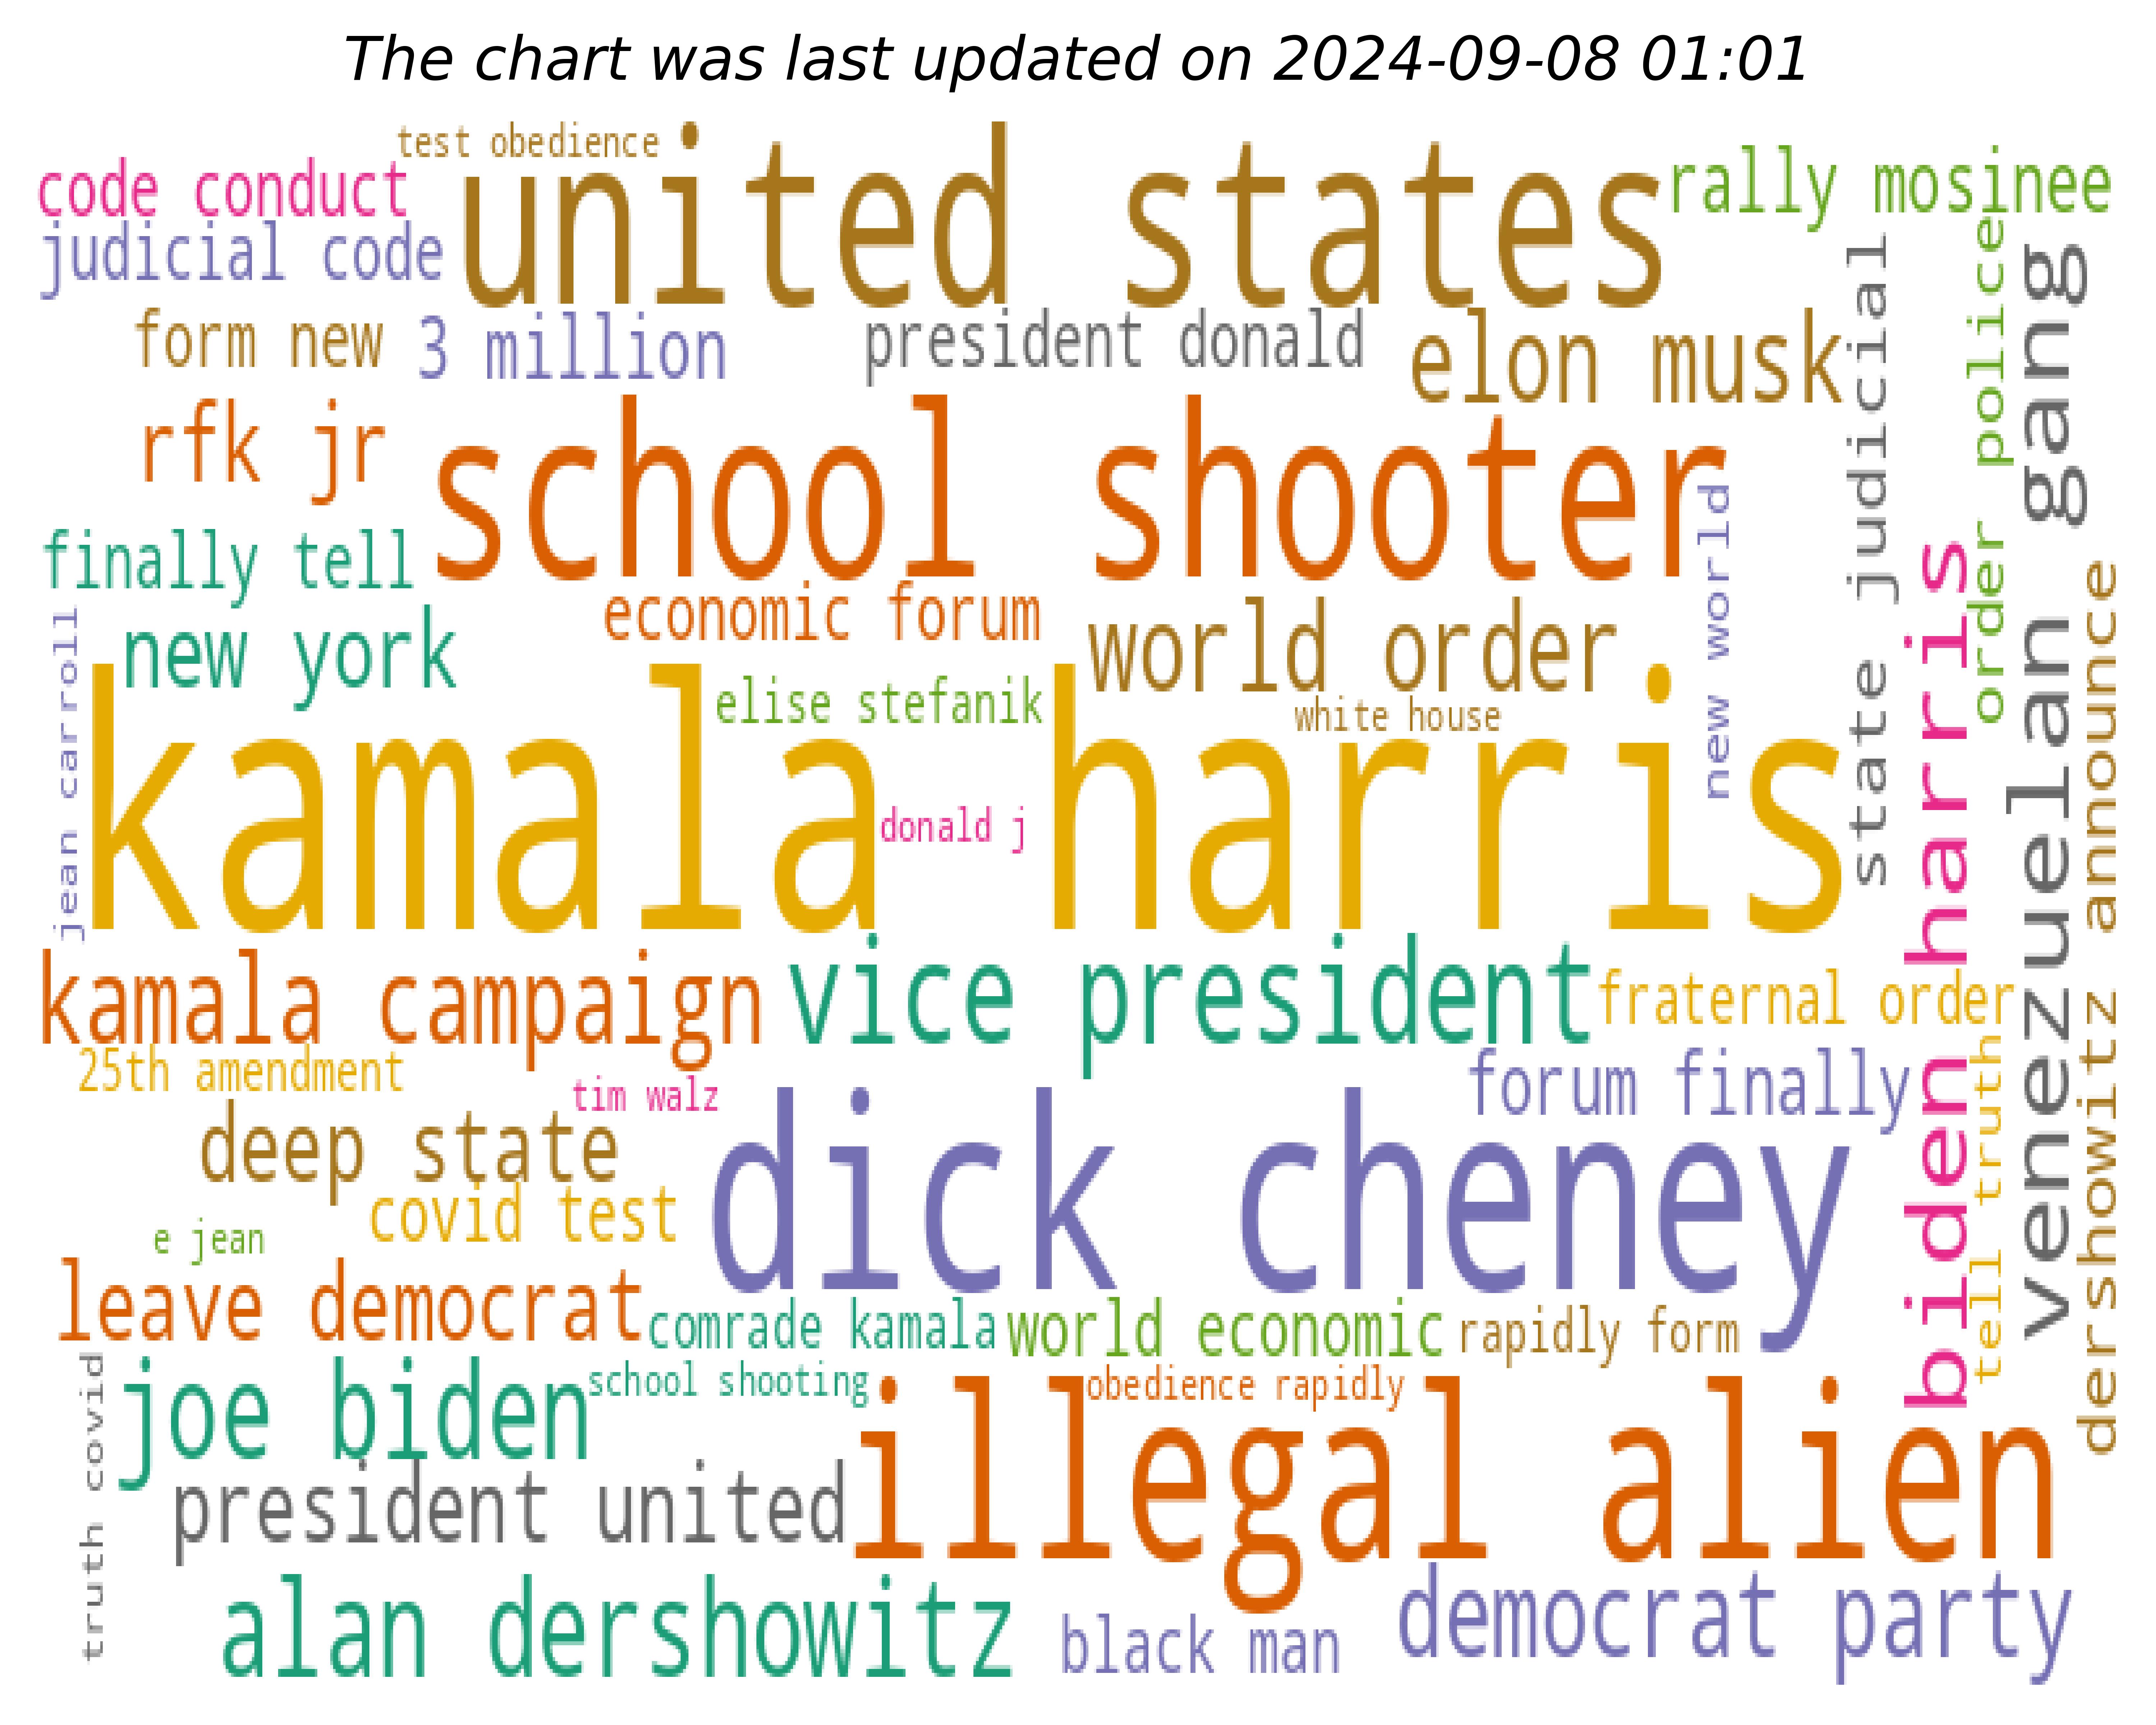 The chart was last updated on 2024-09-08 01:01
test obedience
united states
code conduct
rally mosinee
judicial code
form new
3 million
president donald
elon musk
rfk jr
school shooter
finally tell
economic forum
new york
world order
elise stefanik
white house
kamala harris
donald j
jean carroll
new world
state judicial
biden harris
order police
venezuelan gang
dershowitz announce
kamala campaign
vice president
fraternal order
25th amendment
tim walz
forum finally
deep state
dick cheney
covid test
e jean
tell truth
leave democrat
comrade kamala
world economic
rapidly form
joe biden
school shooting
obedience rapidly
illegal alien
truth covid
president united
alan dershowitz
black man
democrat party